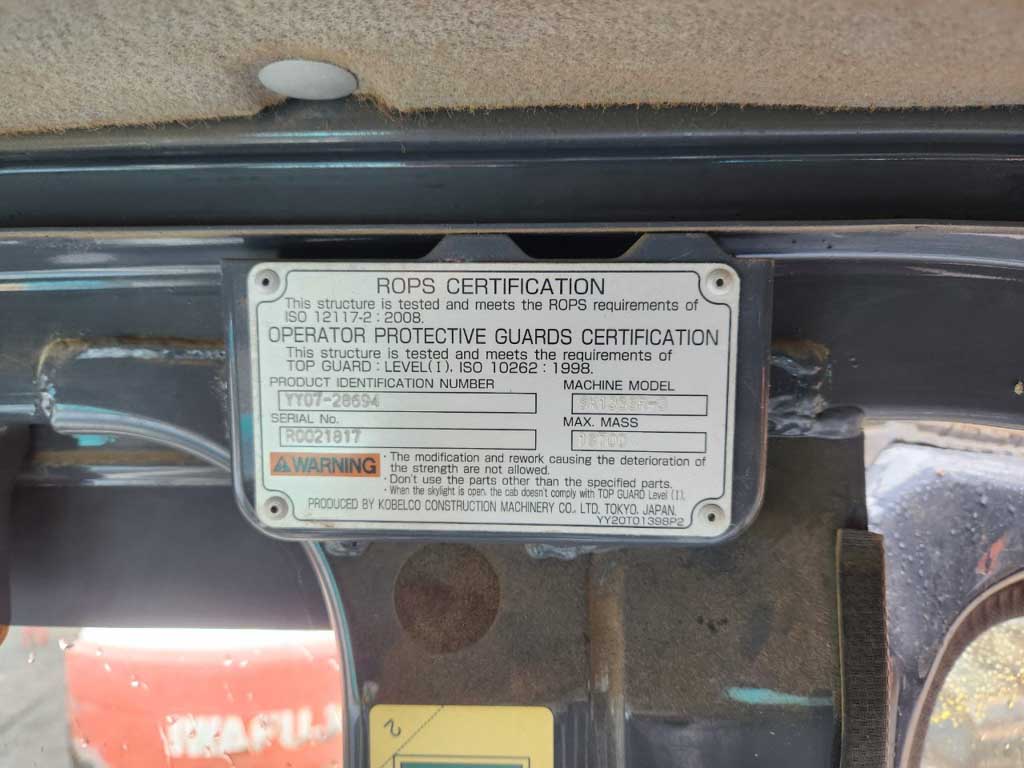 ROPS CERTIFICATION
This structure is tested and meets the ROPS requirements of
ISO 12117-2 : 2008.
OPERATOR PROTECTIVE GUARDS CERTIFICATION
This structure is tested and meets the requirements of
TOP GUARD : LEVEL(I), ISO 10262 : 1998.
PRODUCT IDENTIFICATION NUMBER
MACHINE MODEL
YY07-28694
SERIAL No.
MAX. MASS
R0021817
WARNING
· The modification and rework causing the deterioration of
the strength are not allowed.
· Don't use the parts other than the specified parts.
· When the skylight is open, the cab doesn't comply with TOP GUARD Level (I).
PRODUCED BY KOBELCO CONSTRUCTION MACHINERY CO., LTD. TOKYO, JAPAN.
YY20T01398P2
2